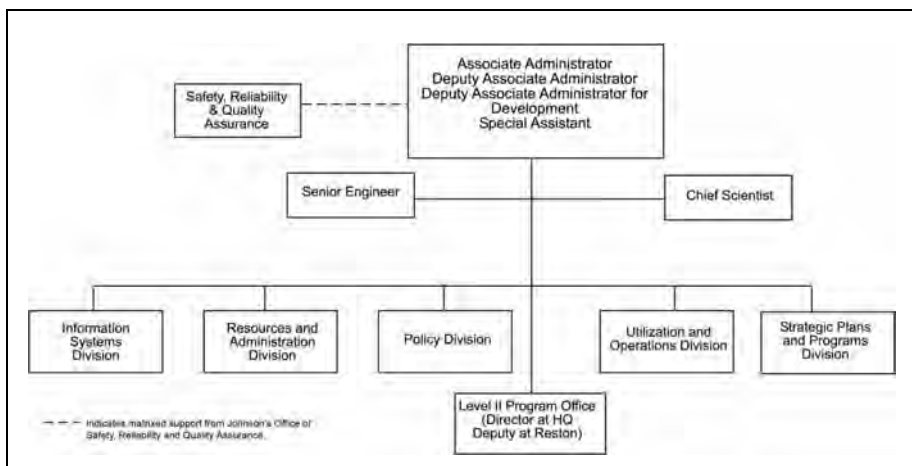 Associate Administrator
Deputy Associate Administrator
Deputy Associate Administrator for
Development
Special Assistant
Safety, Reliability
& Quality
Assurance
Senior Engineer
Chief Scientist
Information
Systems
Division
Resources and
Administration
Division
Policy Division
Utilization and
Operations Division
Strategic Plans
and Programs
Division
Level II Program Office
(Director at HQ
Deputy at Reston)
Indicates matrixed support from Johnson's Office of
Safety, Reliability and Quality Assurance.